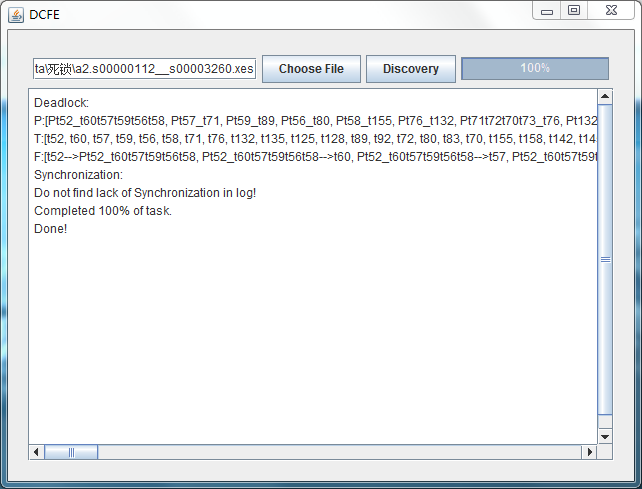 DCFE
ta\死锁\a2.s00000112__s00003260.xes Choose File Discovery 100%
Deadlock:
P:[Pt52_t60t57t59t56t58, Pt57_t71, Pt59_t89, Pt56_t80, Pt58_t155, Pt76_t132, Pt71t72t70t73_t76, Pt132
T:[t52, t60, t57, t59, t56, t58, t71, t76, t132, t135, t125, t128, t89, t92, t72, t80, t83, t70, t155, t158, t142, t14
F:[t52-->Pt52_t60t57t59t56t58, Pt52_t60t57t59t56t58-->t60, Pt52_t60t57t59t56t58-->t57, Pt52_t60t57t59t
Synchronization:
Do not find lack of Synchronization in log!
Completed 100% of task.
Done!